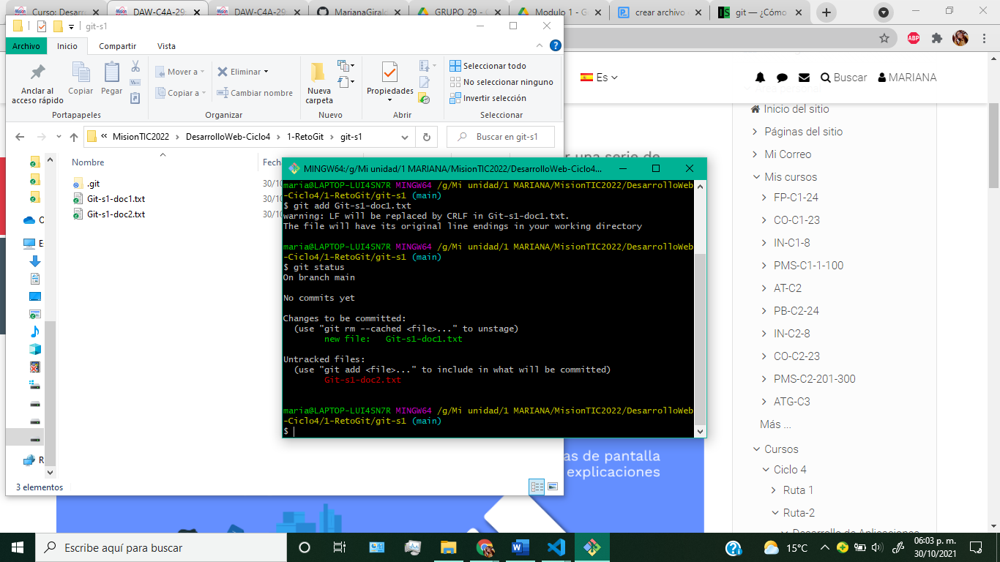 Curso: Desarr
DAW-C4A-29
DAW-C4A-29
MarianaGiral
GRUPO 29 - C
Modulo 1 - G
crear archivo
git — ¿Cómo
git-s1
Archivo
Inicio
Compartir
Vista
Anclar al
acceso rápido
Copiar
Pegar
Portapapeles
Mover a
Copiar a
Eliminar
Cambiar nombre
Organizar
Nueva
carpeta
Nuevo
Propiedades
Abrir
Seleccionar todo
No seleccionar ninguno
Invertir selección
Seleccionar
« MisionTIC2022 > DesarrolloWeb-Ciclo4 > 1-RetoGit > git-s1
Buscar en git-s1
Nombre
Fecha
.git
30/10
Git-s1-doc1.txt
30/10
Git-s1-doc2.txt
30/10
3 elementos
MINGW64:/g/Mi unidad/1 MARIANA/MisionTIC2022/DesarrolloWeb-Ciclo4...
maria@LAPTOP-LUI4SN7R MINGW64 /g/Mi unidad/1 MARIANA/MisionTIC2022/DesarrolloWeb
-Ciclo4/1-RetoGit/git-s1 (main)
$ git add Git-s1-doc1.txt
warning: LF will be replaced by CRLF in Git-s1-doc1.txt.
The file will have its original line endings in your working directory
maria@LAPTOP-LUI4SN7R MINGW64 /g/Mi unidad/1 MARIANA/MisionTIC2022/DesarrolloWeb
-Ciclo4/1-RetoGit/git-s1 (main)
$ git status
On branch main
No commits yet
Changes to be committed:
(use "git rm --cached <file>..." to unstage)
new file: Git-s1-doc1.txt
Untracked files:
(use "git add <file>..." to include in what will be committed)
Git-s1-doc2.txt
maria@LAPTOP-LUI4SN7R MINGW64 /g/Mi unidad/1 MARIANA/MisionTIC2022/DesarrolloWeb
-Ciclo4/1-RetoGit/git-s1 (main)
$
ABP
Es
Buscar
MARIANA
Área personal
Inicio del sitio
Páginas del sitio
Mi Correo
Mis cursos
FP-C1-24
CO-C1-23
IN-C1-8
PMS-C1-1-100
AT-C2
PB-C2-24
IN-C2-8
CO-C2-23
PMS-C2-201-300
ATG-C3
Más ...
Cursos
Ciclo 4
Ruta 1
Ruta-2
Desarrollo de Aplicaciones
una serie de
as de pantalla
explicaciones
Escribe aquí para buscar
15°C
06:03 p. m.
30/10/2021